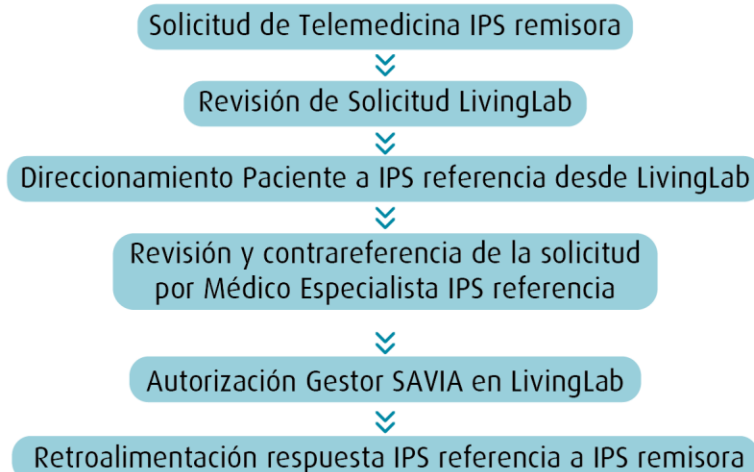 Solicitud de Telemedicina IPS remisora
Revisión de Solicitud LivingLab
Direccionamiento Paciente a IPS referencia desde LivingLab
Revisión y contrareferencia de la solicitud
por Médico Especialista IPS referencia
Autorización Gestor SAVIA en LivingLab
Retroalimentación respuesta IPS referencia a IPS remisora